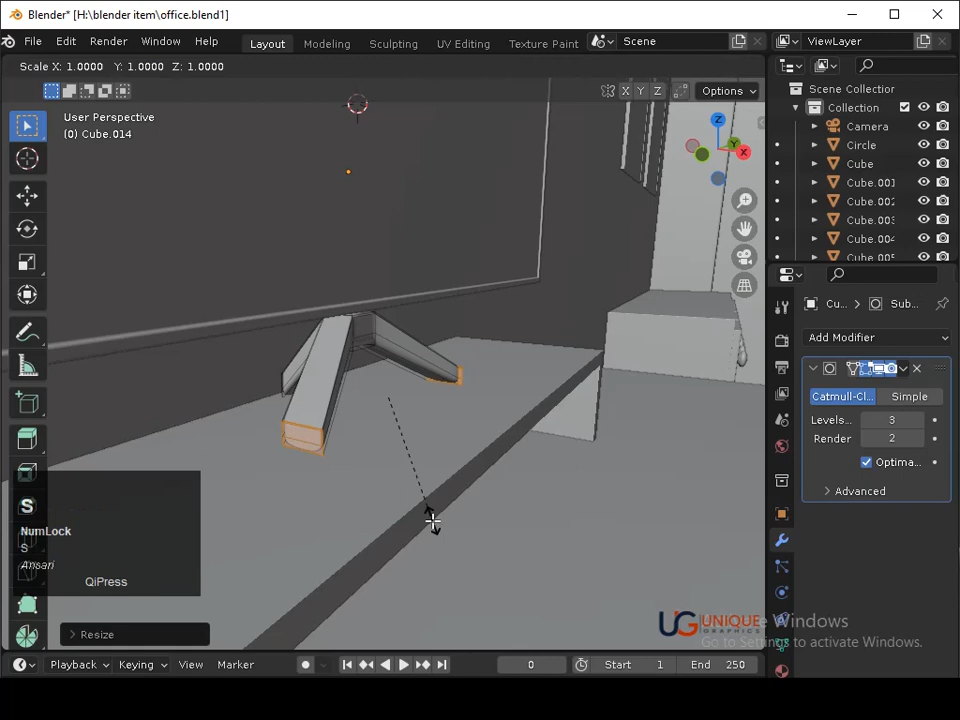 Blender* [H:\blender item\office.blend1]
File Edit Render Window Help Layout Modeling Sculpting UV Editing Texture Paint Scene ViewLayer
Scale X: 1.0000 Y: 1.0000 Z: 1.0000
X Y Z Options
User Perspective
(0) Cube.014
Z
Y
X
Scene Collection
Collection
Camera
Circle
Cube
Cube.001
Cube.002
Cube.003
Cube.004
Cu... Sub...
Add Modifier
Catmull-Cl... Simple
Levels... 3
Render 2
Optima...
Advanced
S
NumLock
S
Ansari
QiPress
Resize
UG UNIQUE
GRAPHICS
Windows
Go to Settings to activate Windows.
Playback Keying View Marker 0 Start 1 End 250